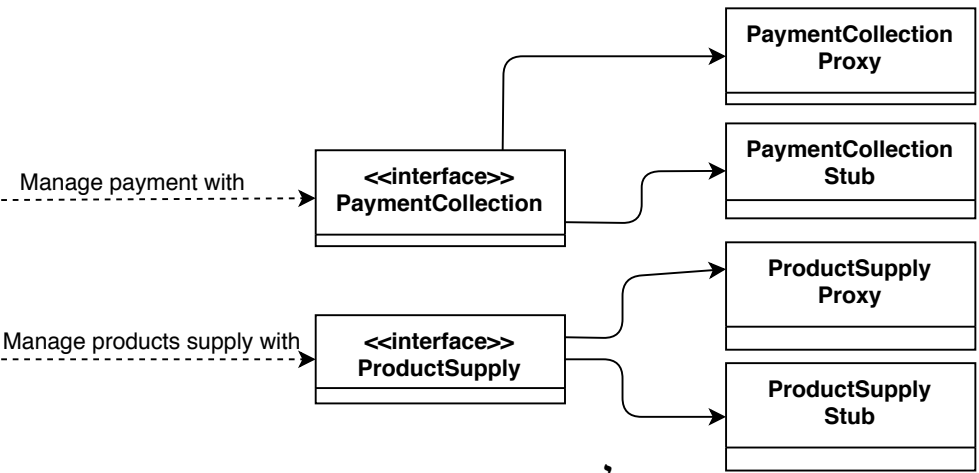 PaymentCollection
Proxy
PaymentCollection
Stub
Manage payment with
<<interface>>
PaymentCollection
ProductSupply
Proxy
Manage products supply with
<<interface>>
ProductSupply
ProductSupply
Stub